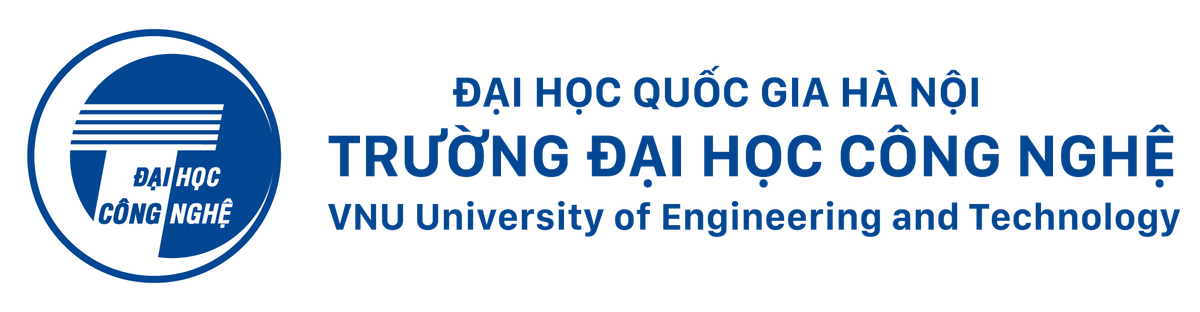 ĐẠI HỌC
CÔNG NGHỆ
ĐẠI HỌC QUỐC GIA HÀ NỘI
TRƯỜNG ĐẠI HỌC CÔNG NGHỆ
VNU University of Engineering and Technology